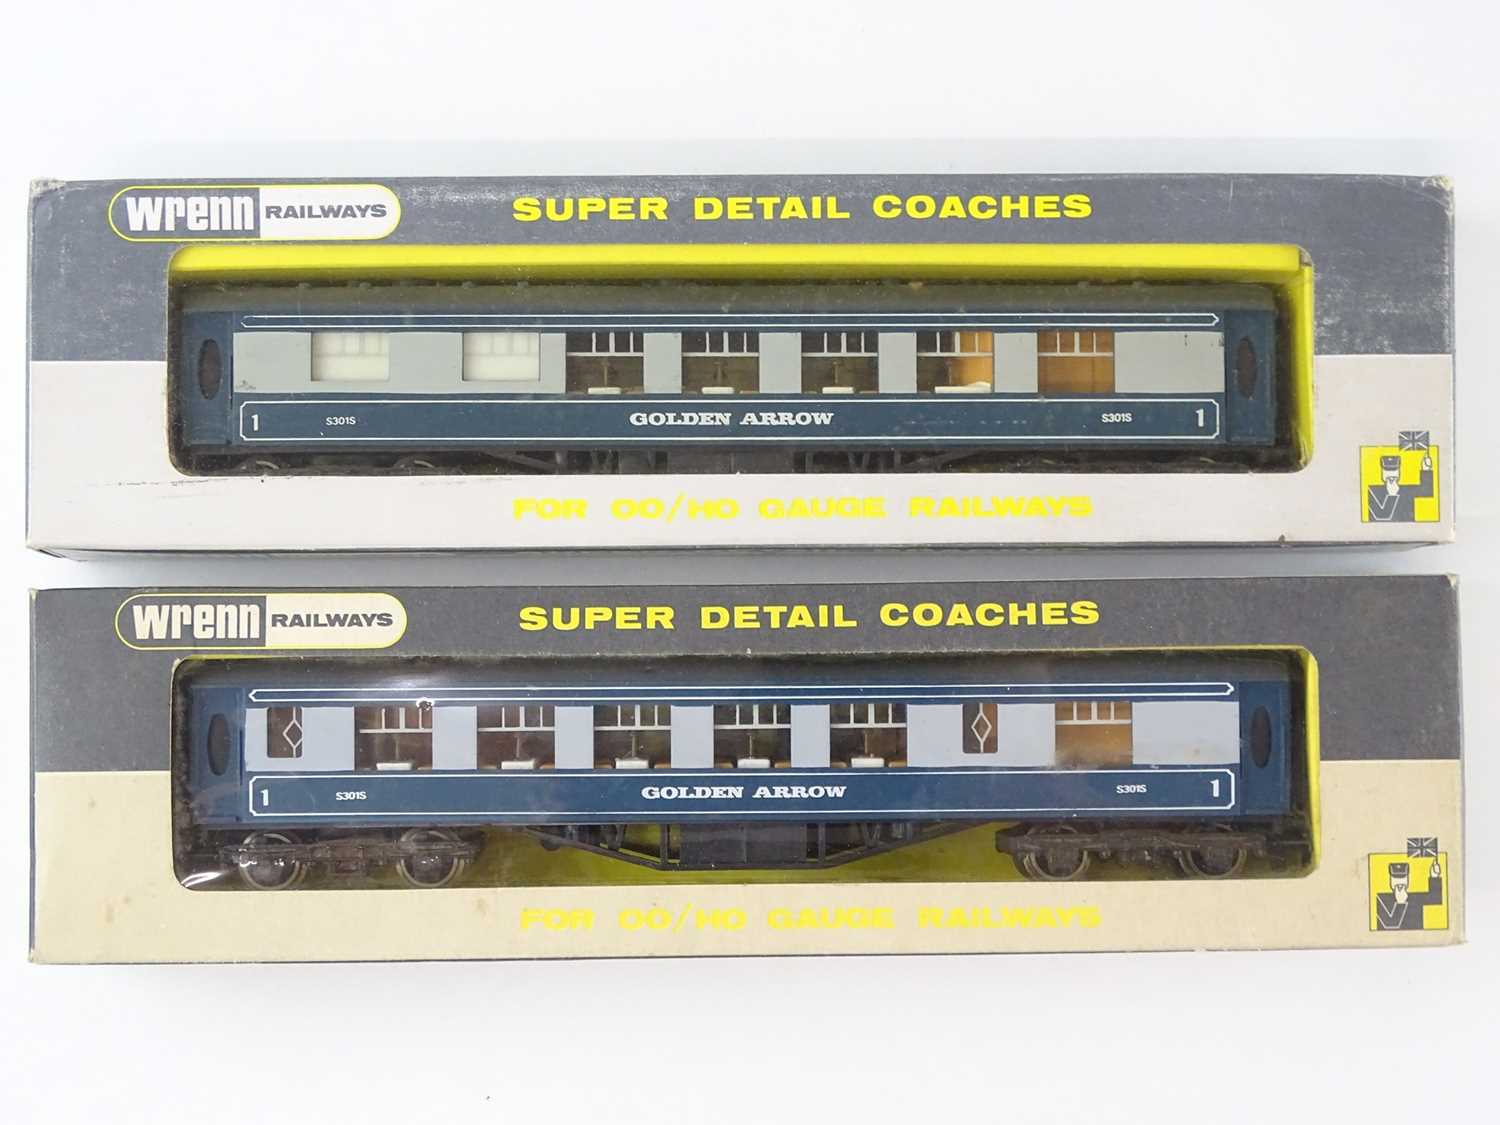 Wrenn RAILWAYS SUPER DETAIL COACHES
1 S301S GOLDEN ARROW S301S 1
FOR OO/HO GAUGE RAILWAYS
Wrenn RAILWAYS SUPER DETAIL COACHES
1 S301S GOLDEN ARROW S301S 1
FOR OO/HO GAUGE RAILWAYS